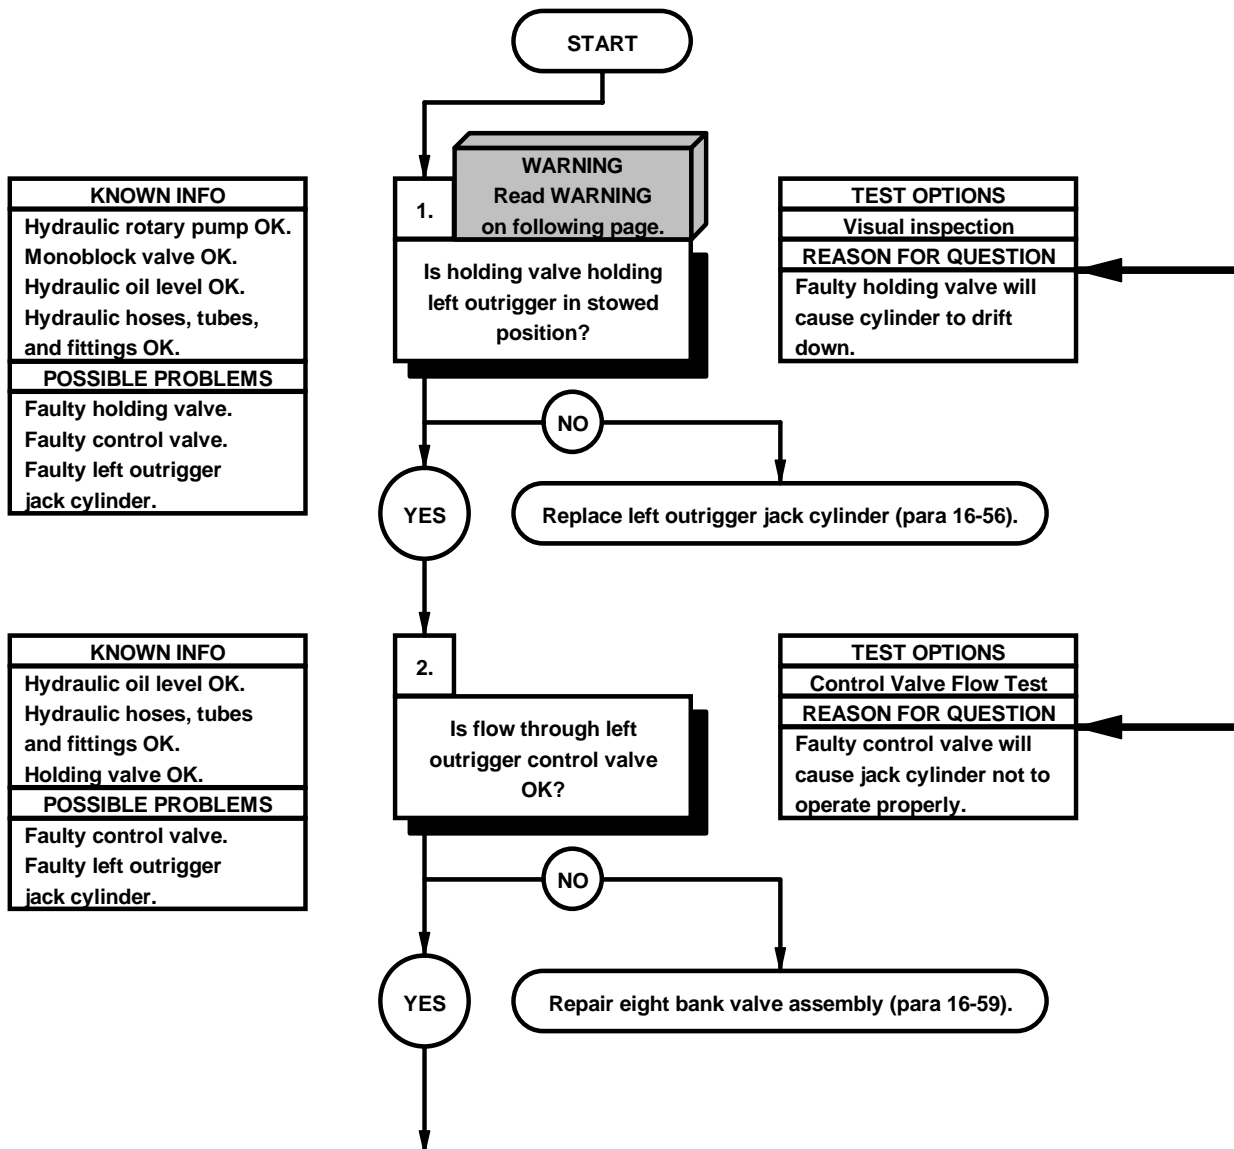 START
WARNING
Read WARNING
on following page.
1.
Is holding valve holding
left outrigger in stowed
position?
KNOWN INFO
Hydraulic rotary pump OK.
Monoblock valve OK.
Hydraulic oil level OK.
Hydraulic hoses, tubes,
and fittings OK.
POSSIBLE PROBLEMS
Faulty holding valve.
Faulty control valve.
Faulty left outrigger
jack cylinder.
TEST OPTIONS
Visual inspection
REASON FOR QUESTION
Faulty holding valve will
cause cylinder to drift
down.
NO
YES
Replace left outrigger jack cylinder (para 16-56).
KNOWN INFO
Hydraulic oil level OK.
Hydraulic hoses, tubes
and fittings OK.
Holding valve OK.
POSSIBLE PROBLEMS
Faulty control valve.
Faulty left outrigger
jack cylinder.
2.
Is flow through left
outrigger control valve
OK?
TEST OPTIONS
Control Valve Flow Test
REASON FOR QUESTION
Faulty control valve will
cause jack cylinder not to
operate properly.
NO
YES
Repair eight bank valve assembly (para 16-59).